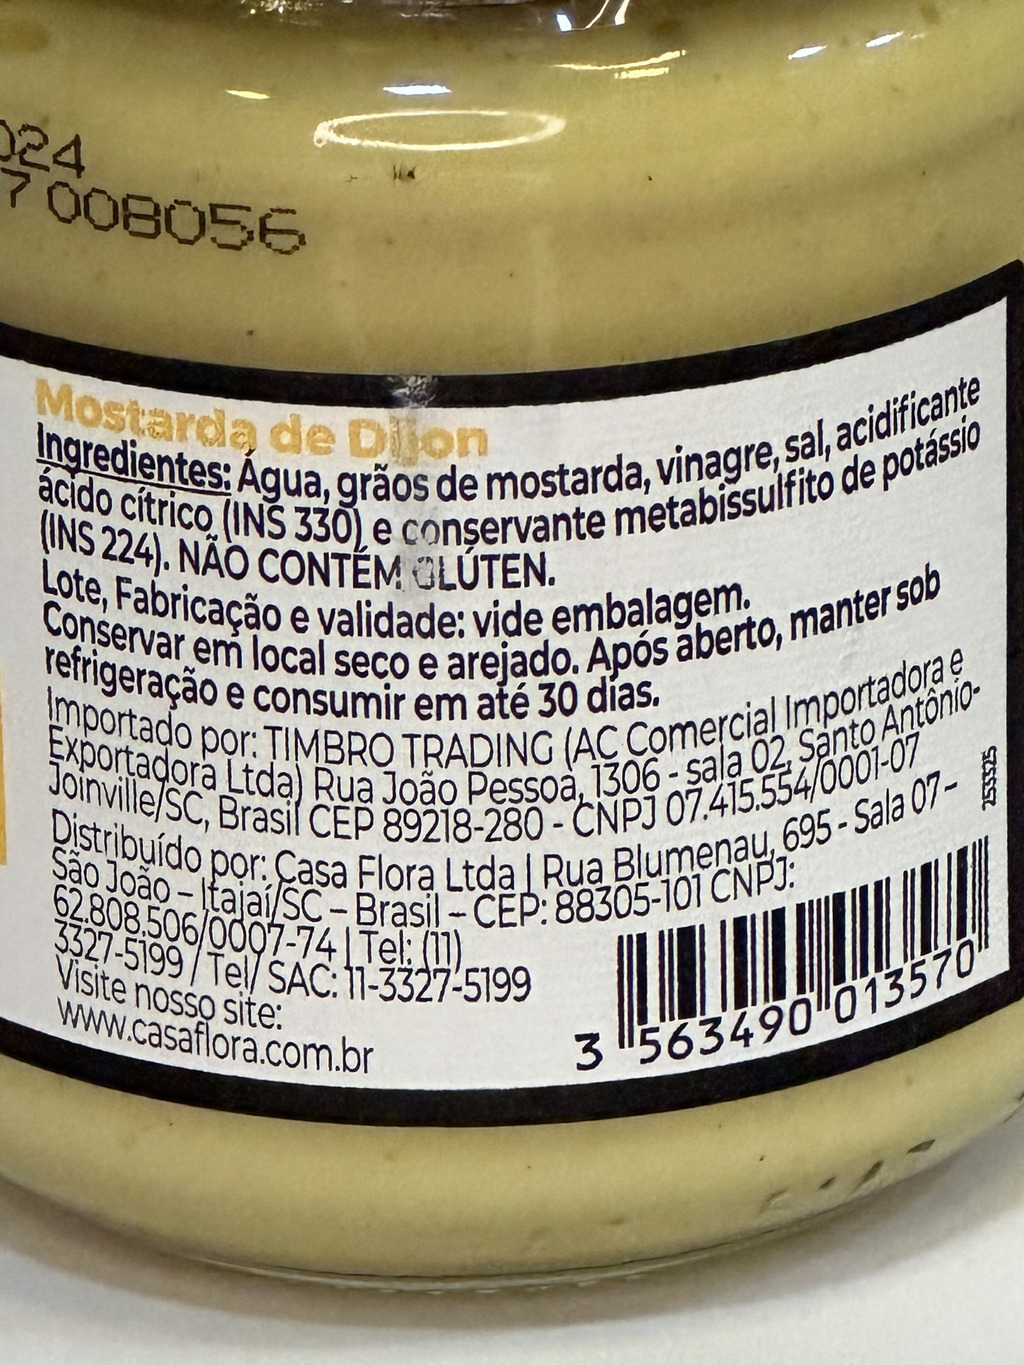 024
7 008056
Mostarda de Dijon
Ingredientes: Água, grãos de mostarda, vinagre, sal, acidificante
ácido cítrico (INS 330) e conservante metabissulfito de potássio
(INS 224). NÃO CONTÉM GLÚTEN.
Lote, Fabricação e validade: vide embalagem.
Conservar em local seco e arejado. Após aberto, manter sob
refrigeração e consumir em até 30 dias.
Importado por: TIMBRO TRADING (AC Comercial Importadora e
Exportadora Ltda) Rua João Pessoa, 1306 - sala 02, Santo Antônio-
Joinville/SC, Brasil CEP 89218-280 - CNPJ 07.415.554/0001-07
Distribuído por: Casa Flora Ltda | Rua Blumenau, 695 - Sala 07 –
São João – Itajaí/SC – Brasil – CEP: 88305-101 CNPJ:
62.808.506/0007-74 | Tel: (11)
3327-5199 / Tel/ SAC: 11-3327-5199
Visite nosso site:
www.casaflora.com.br
3 563490 013570